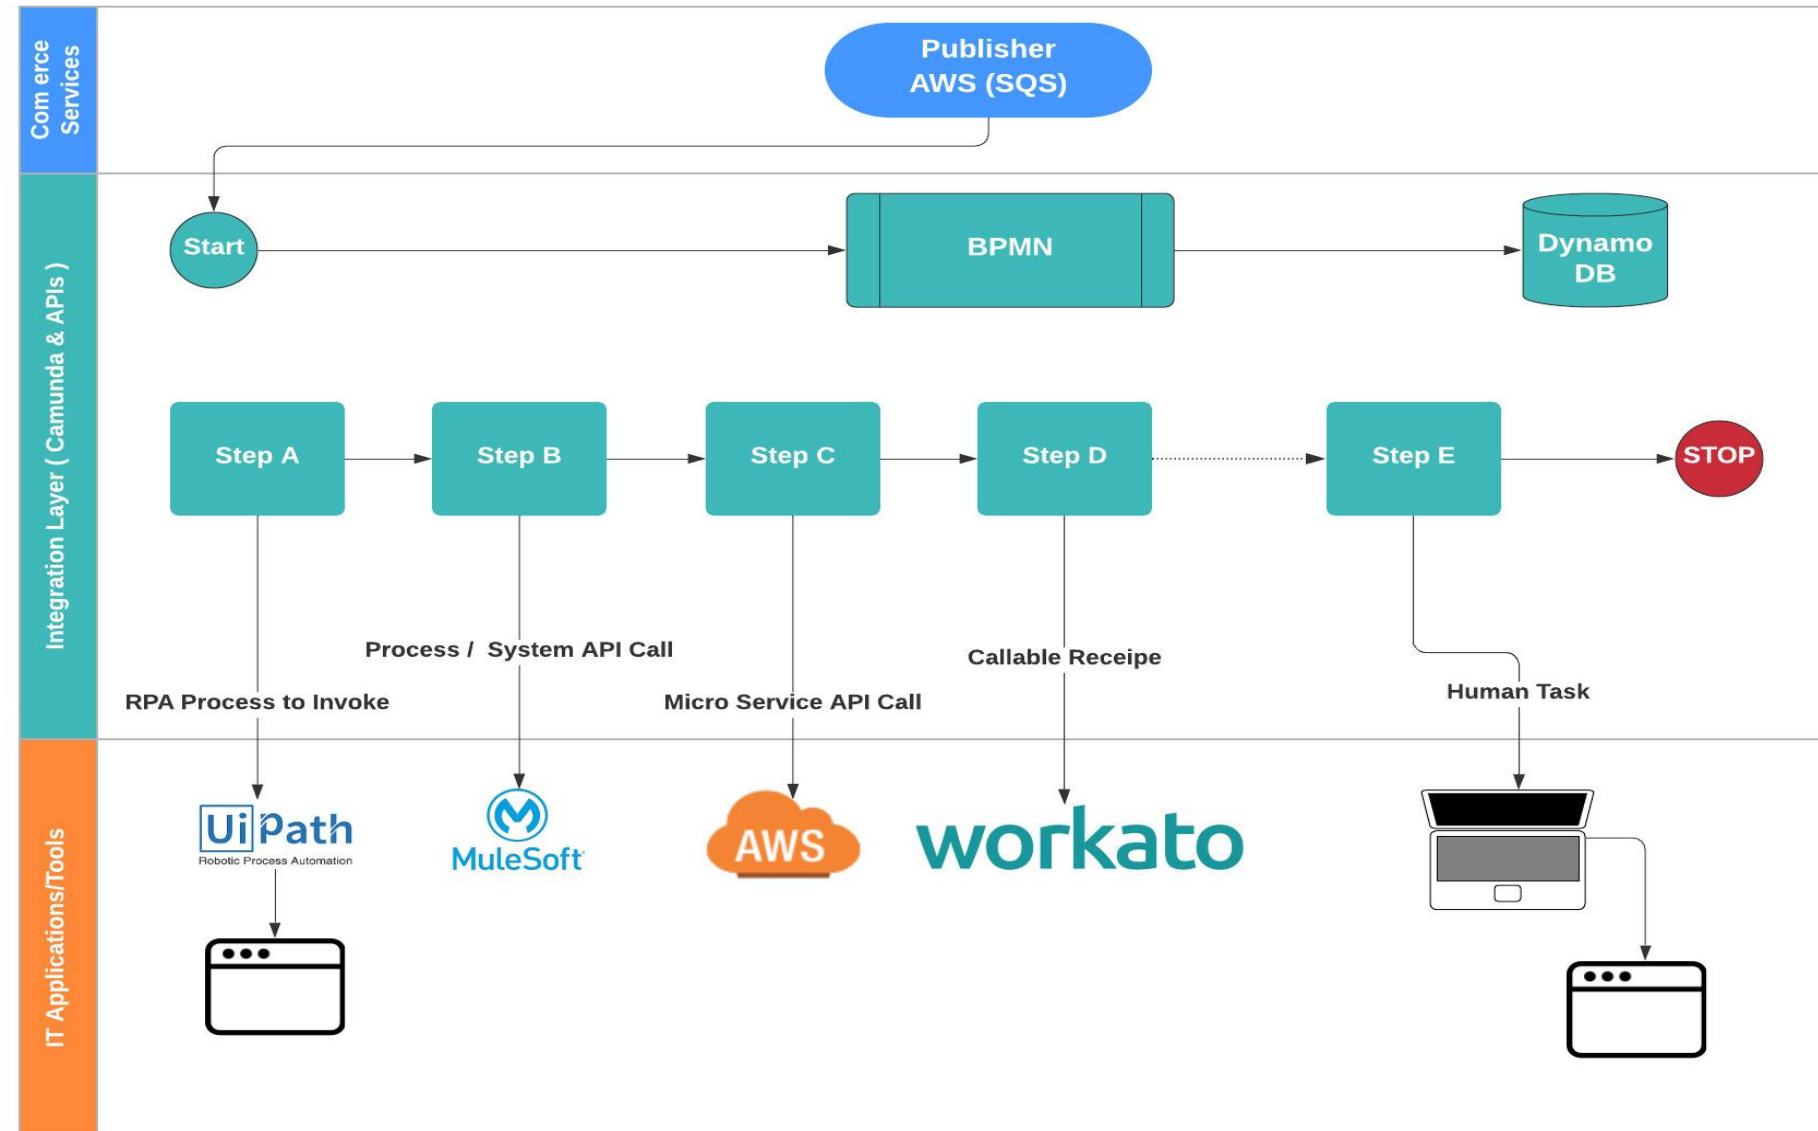 Com erce
Services
Publisher
AWS (SQS)
Integration Layer ( Camunda & APIs )
Start
BPMN
Dynamo
DB
Step A
Step B
Step C
Step D
Step E
STOP
Process /  System API Call
Callable Receipe
RPA Process to Invoke
Micro Service API Call
Human Task
IT Applications/Tools
UiPath
Robotic Process Automation
MuleSoft
AWS
workato